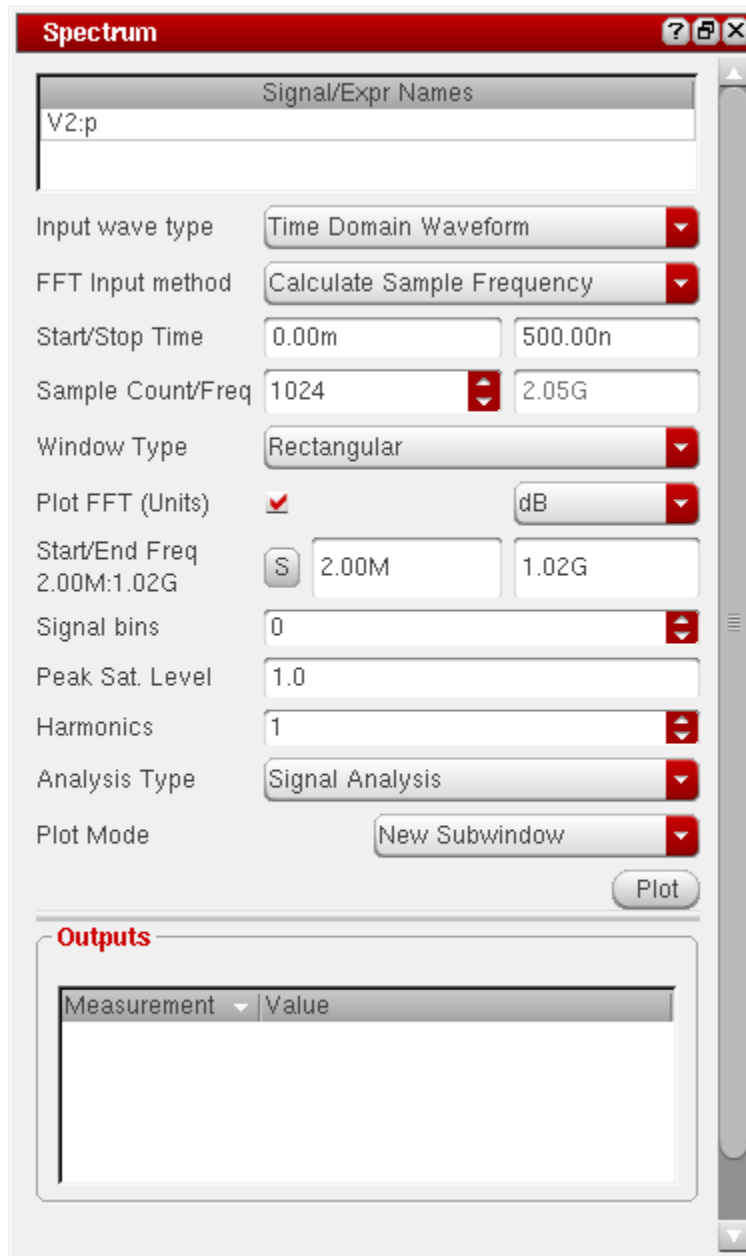 Spectrum
Signal/Expr Names
V2:p
Input wave type Time Domain Waveform
FFT Input method Calculate Sample Frequency
Start/Stop Time 0.00m 500.00n
Sample Count/Freq 1024 2.05G
Window Type Rectangular
Plot FFT (Units) dB
Start/End Freq
2.00M:1.02G S 2.00M 1.02G
Signal bins 0
Peak Sat. Level 1.0
Harmonics 1
Analysis Type Signal Analysis
Plot Mode New Subwindow
Plot
Outputs
Measurement Value